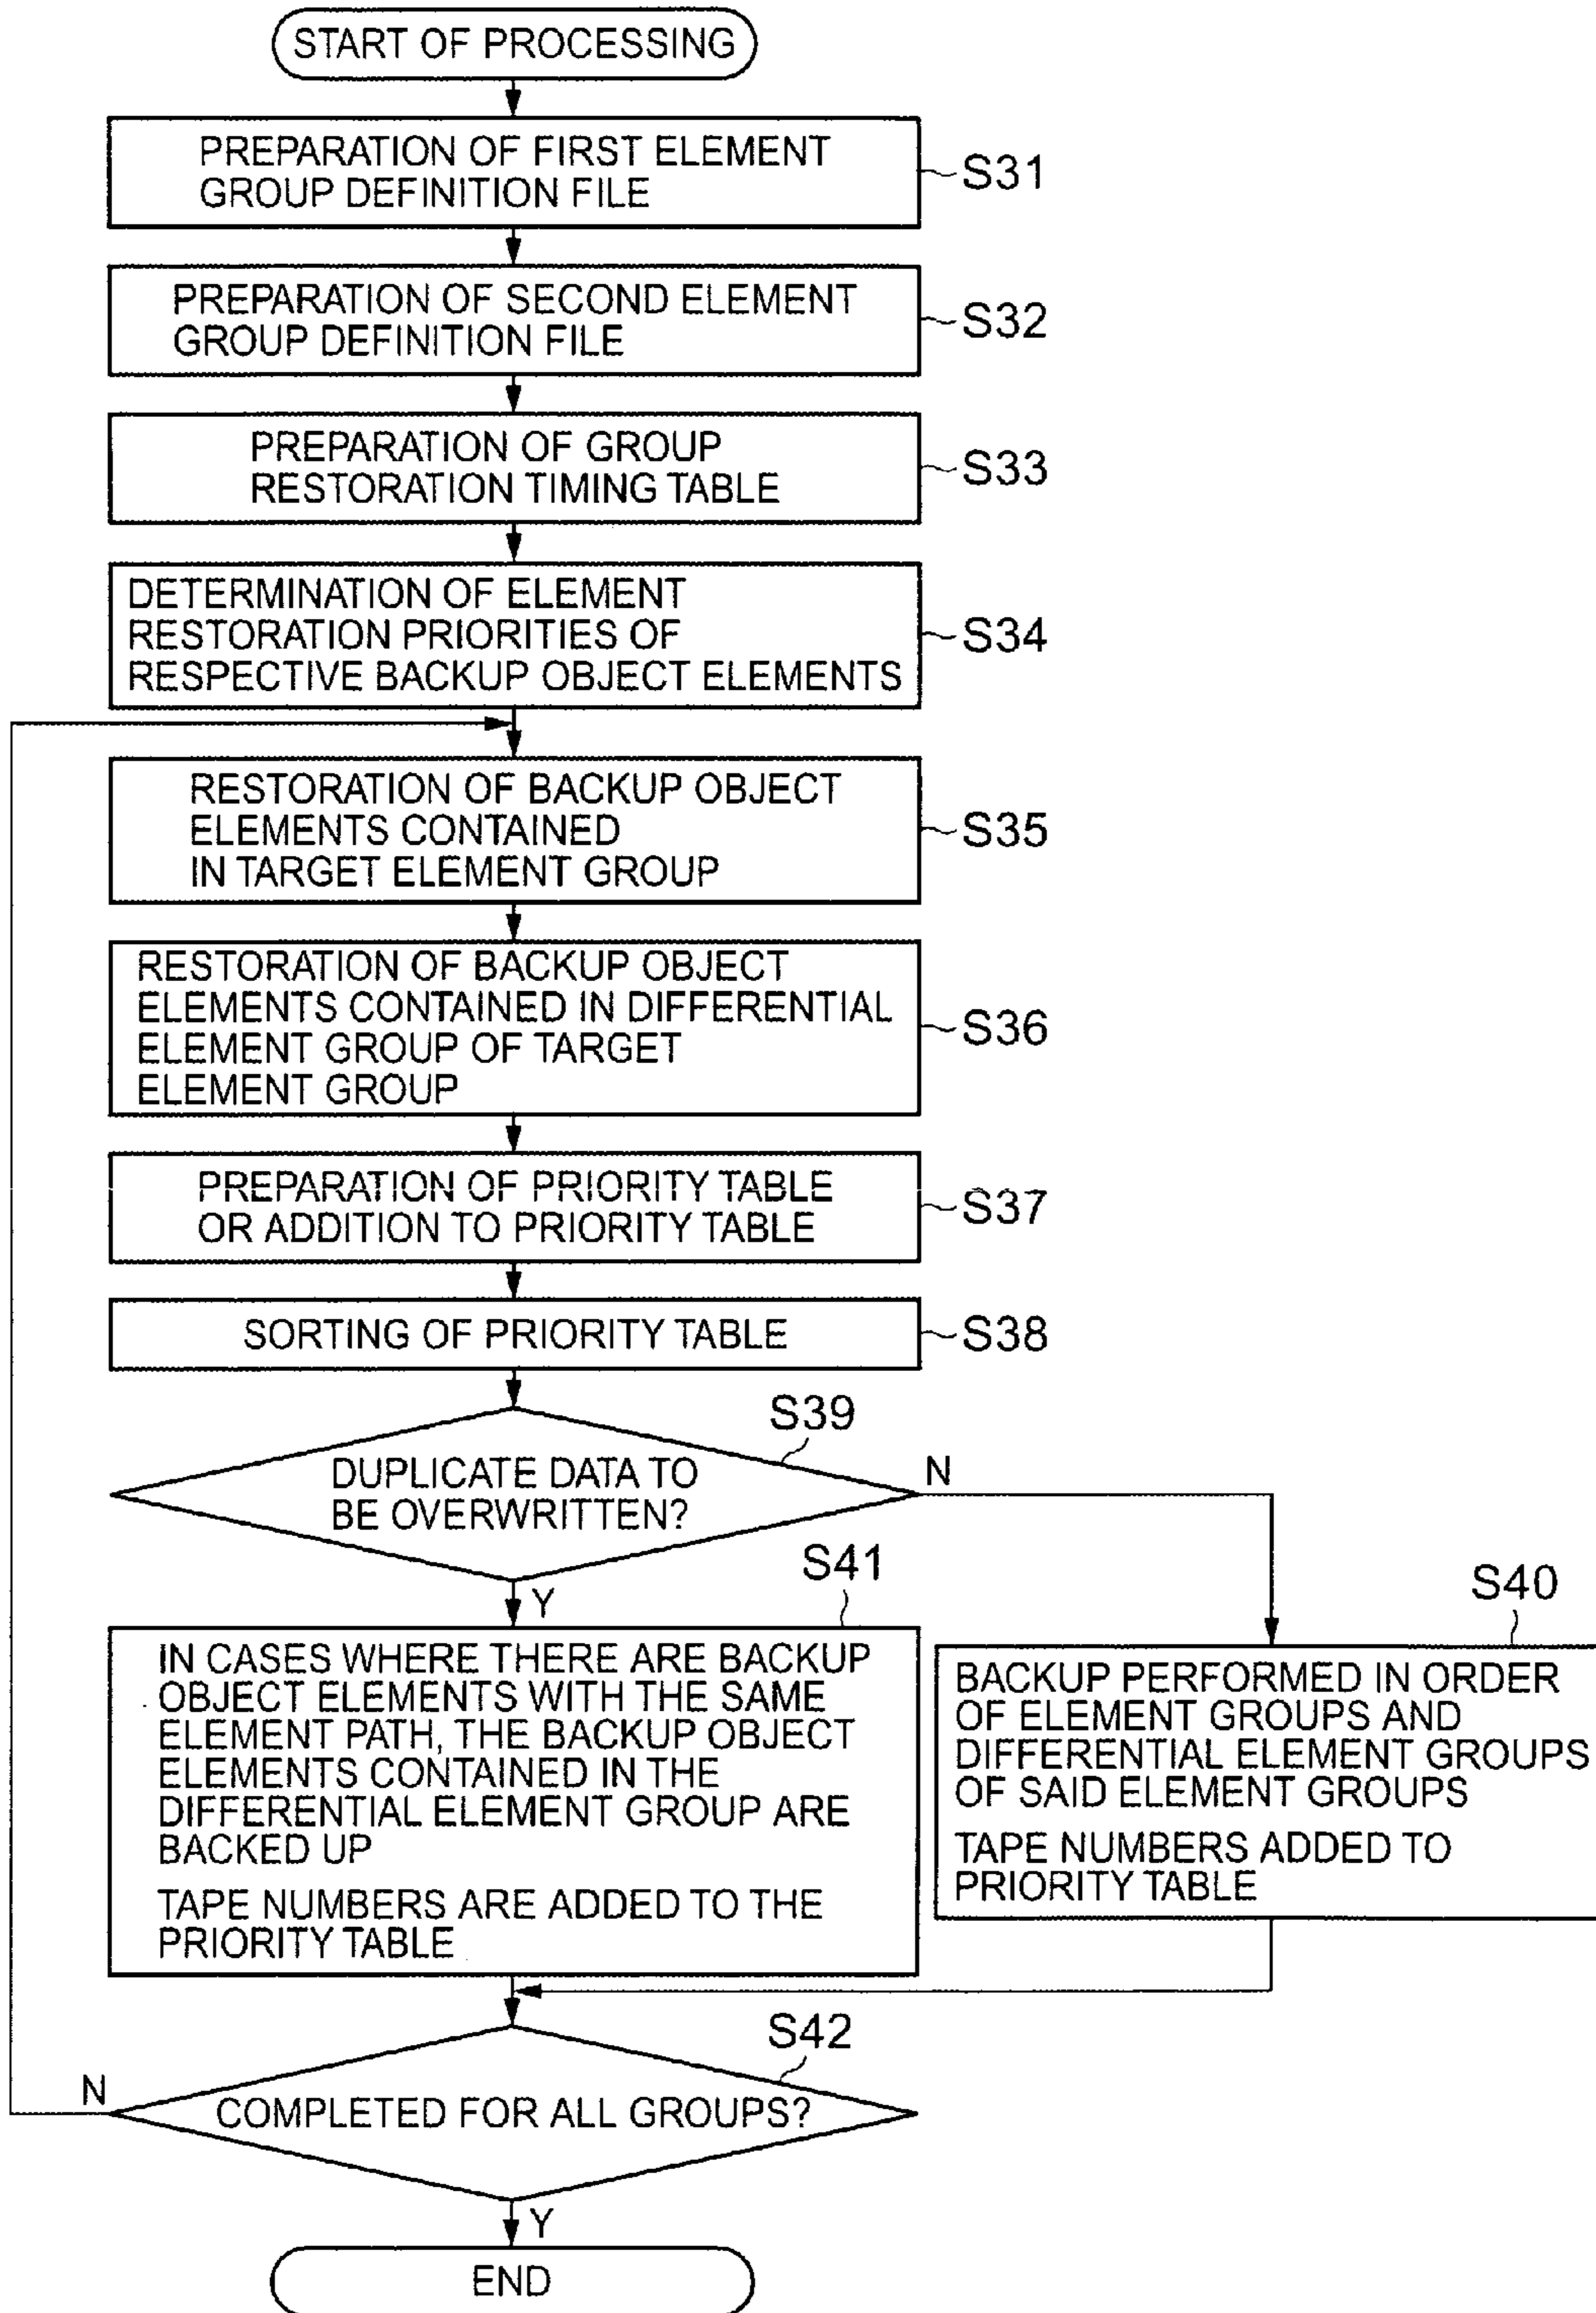 START OF PROCESSING
PREPARATION OF FIRST ELEMENT
GROUP DEFINITION FILE
S31
PREPARATION OF SECOND ELEMENT
GROUP DEFINITION FILE
S32
PREPARATION OF GROUP
RESTORATION TIMING TABLE
S33
DETERMINATION OF ELEMENT
RESTORATION PRIORITIES OF
RESPECTIVE BACKUP OBJECT ELEMENTS
S34
RESTORATION OF BACKUP OBJECT
ELEMENTS CONTAINED
IN TARGET ELEMENT GROUP
S35
RESTORATION OF BACKUP OBJECT
ELEMENTS CONTAINED IN DIFFERENTIAL
ELEMENT GROUP OF TARGET
ELEMENT GROUP
S36
PREPARATION OF PRIORITY TABLE
OR ADDITION TO PRIORITY TABLE
S37
SORTING OF PRIORITY TABLE
S38
S39
DUPLICATE DATA TO
BE OVERWRITTEN?
N
Y
S41
IN CASES WHERE THERE ARE BACKUP
OBJECT ELEMENTS WITH THE SAME
ELEMENT PATH, THE BACKUP OBJECT
ELEMENTS CONTAINED IN THE
DIFFERENTIAL ELEMENT GROUP ARE
BACKED UP
TAPE NUMBERS ARE ADDED TO THE
PRIORITY TABLE
S40
BACKUP PERFORMED IN ORDER
OF ELEMENT GROUPS AND
DIFFERENTIAL ELEMENT GROUPS
OF SAID ELEMENT GROUPS
TAPE NUMBERS ADDED TO
PRIORITY TABLE
S42
N
COMPLETED FOR ALL GROUPS?
Y
END